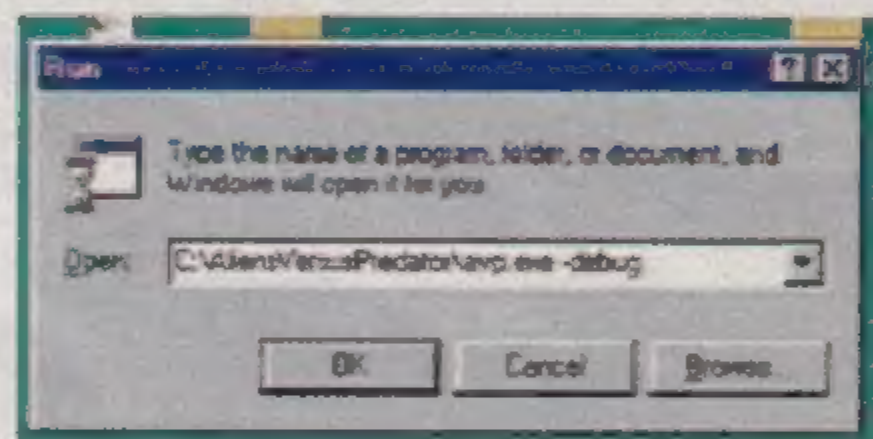 Run
Type the name of a program, folder, or document, and
Windows will open it for you.
Open:
C:\AliensVersusPredator\avp.exe -debug
OK
Cancel
Browse...